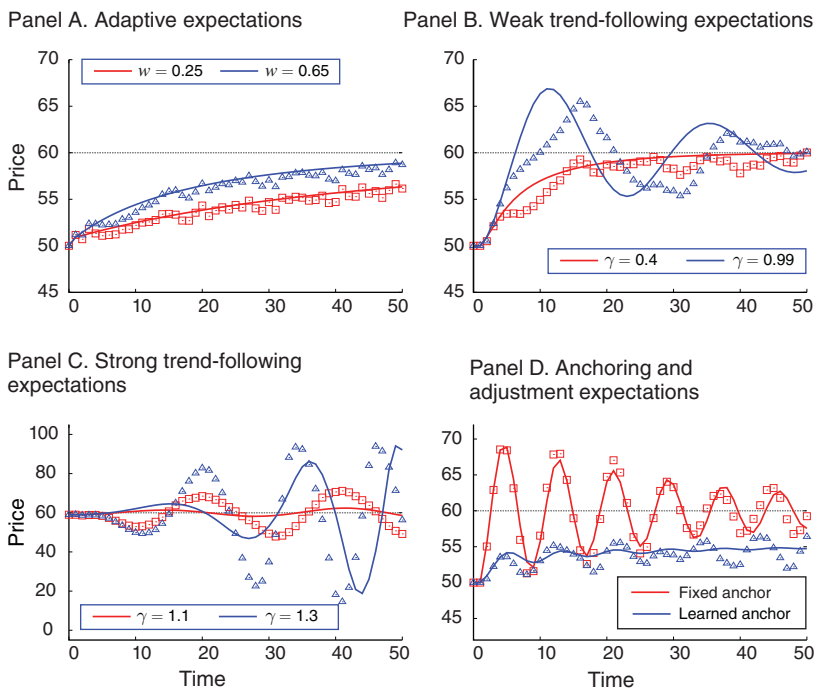 Panel A. Adaptive expectations
70
65
60
55
50
45
Price
w = 0.25 w = 0.65
0 10 20 30 40 50
Panel B. Weak trend-following expectations
70
65
60
55
50
45
γ = 0.4 γ = 0.99
0 10 20 30 40 50
Panel C. Strong trend-following
expectations
100
80
60
40
20
0
Price
γ = 1.1 γ = 1.3
0 10 20 30 40 50
Time
Panel D. Anchoring and
adjustment expectations
70
65
60
55
50
45
Fixed anchor
Learned anchor
0 10 20 30 40 50
Time